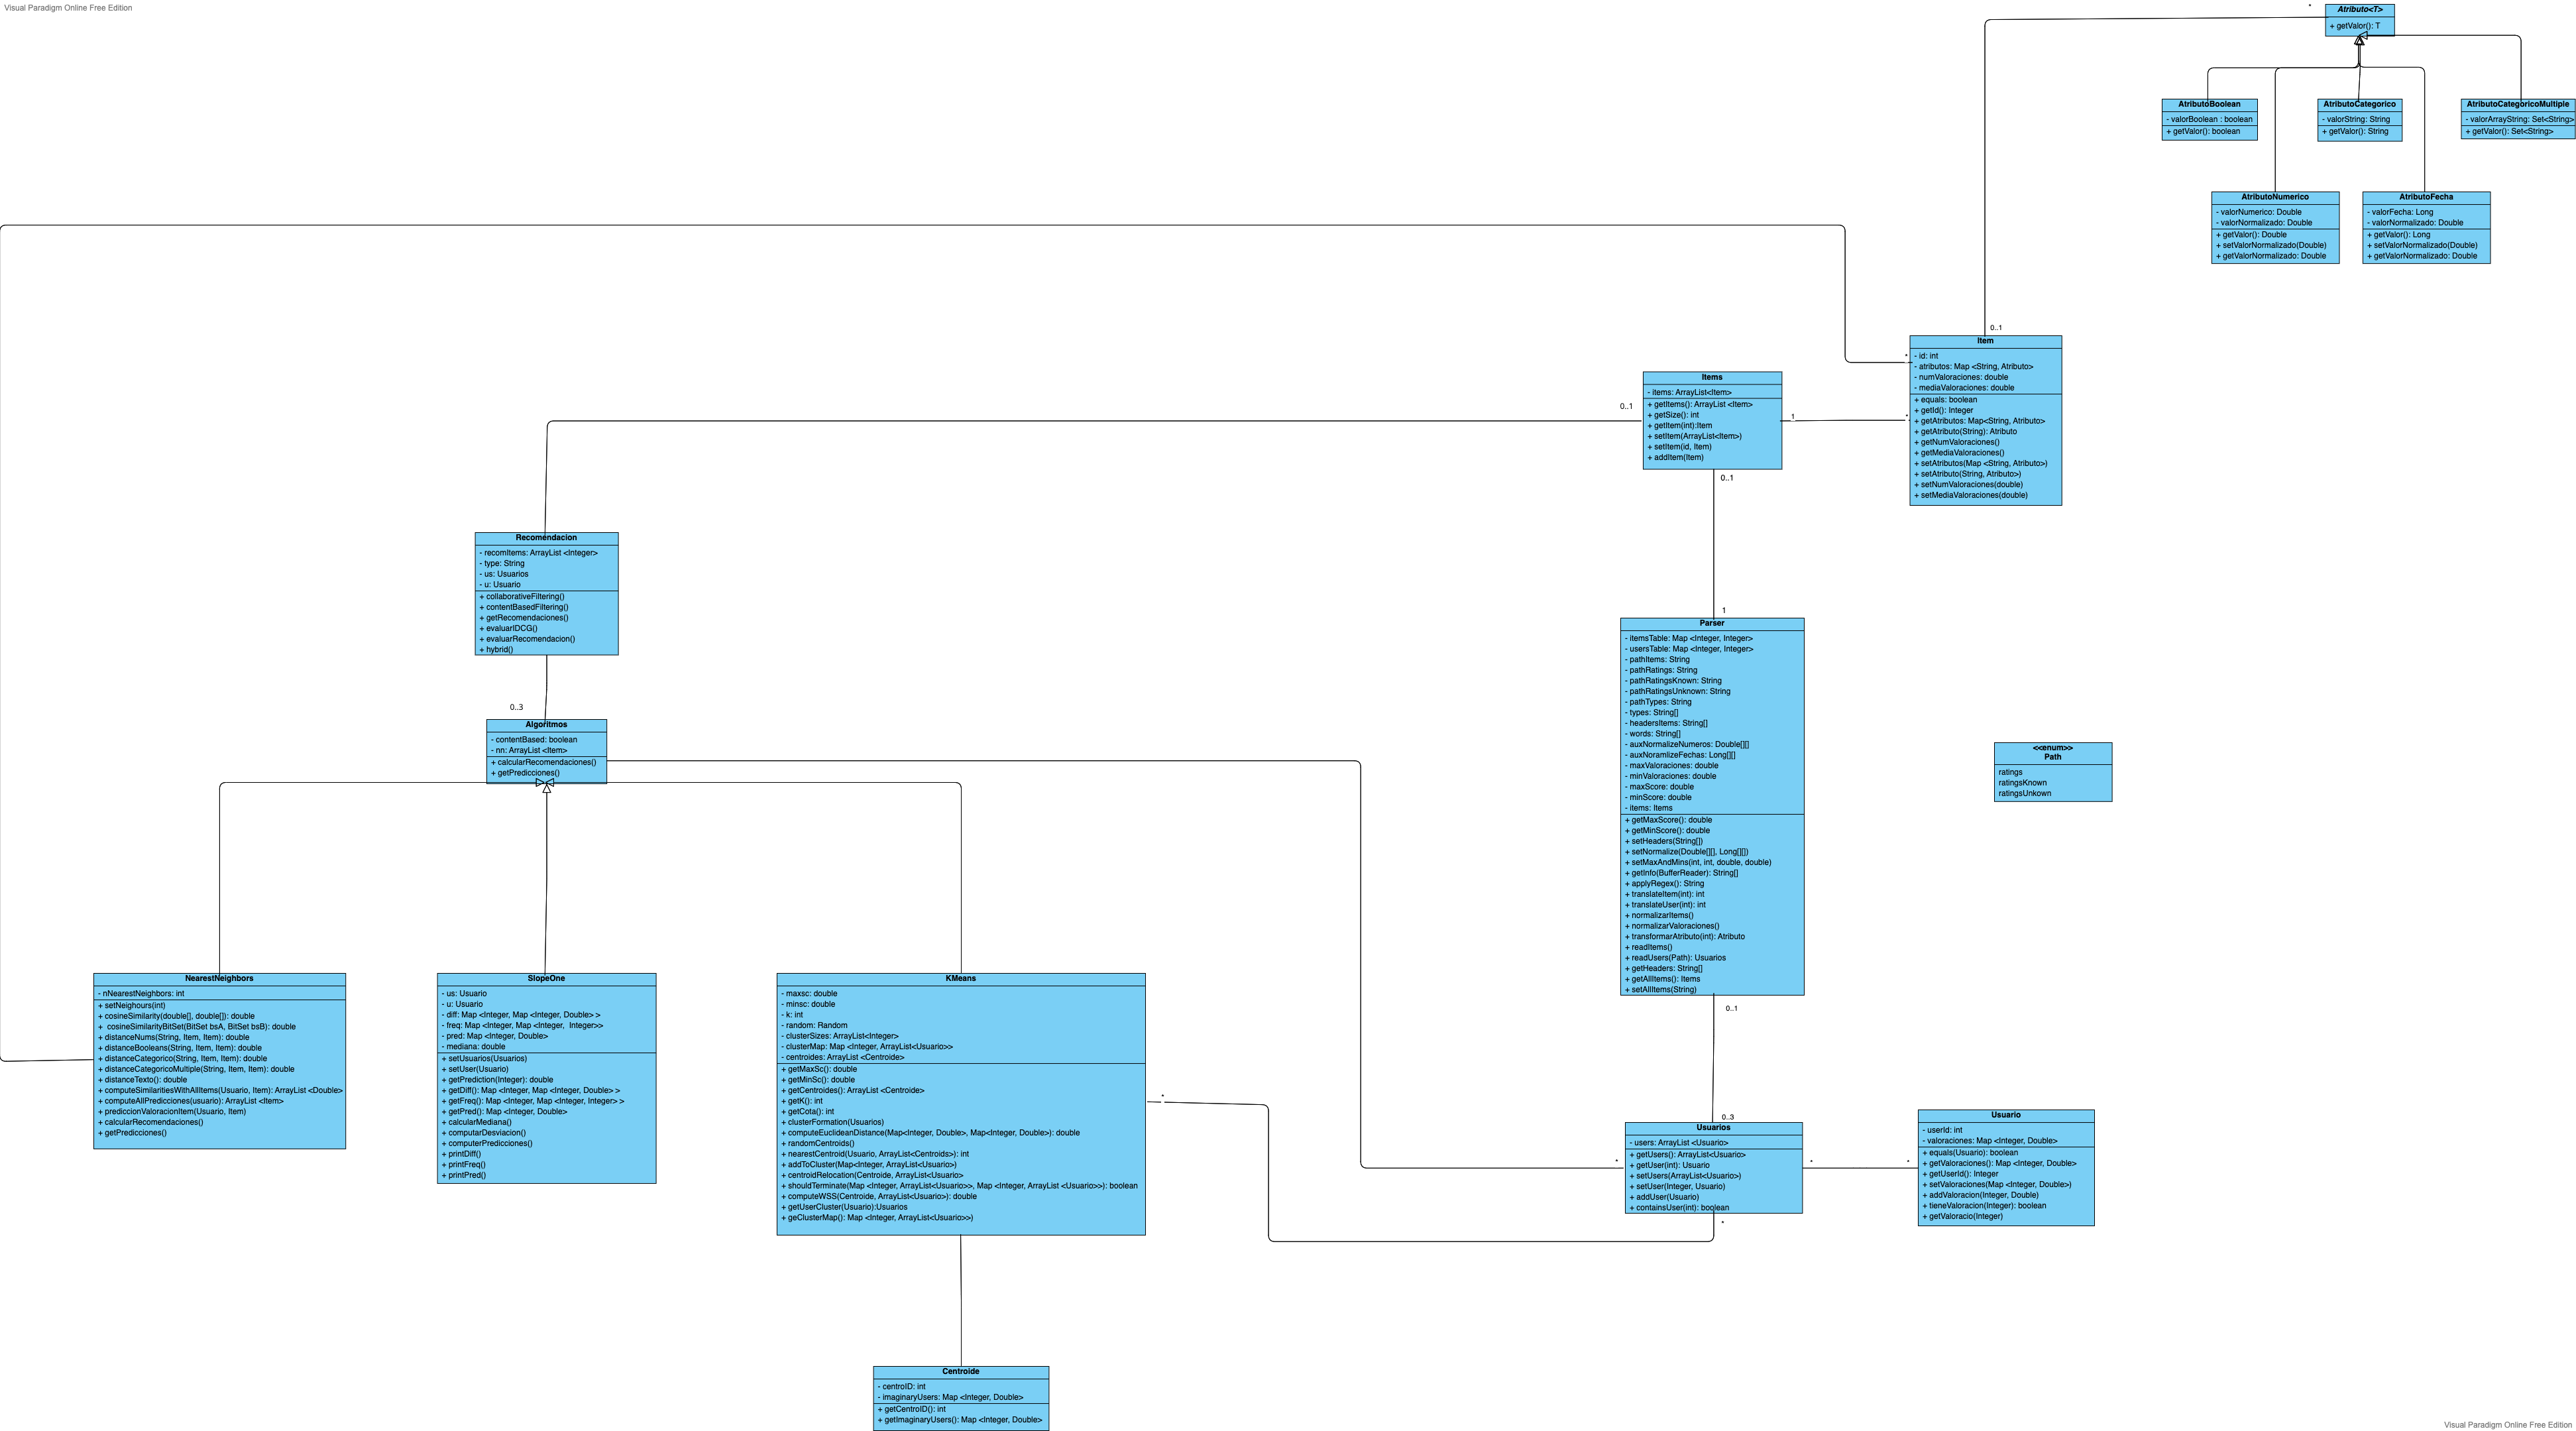 Visual Paradigm Online Free Edition
*
Atributo<T>
+ getValor(): T
AtributoBoolean
- valorBoolean : boolean
+ getValor(): boolean
AtributoCategorico
- valorString: String
+ getValor(): String
AtributoCategoricoMultiple
- valorArrayString: Set<String>
+ getValor(): Set<String>
AtributoNumerico
- valorNumerico: Double
- valorNormalizado: Double
+ getValor(): Double
+ setValorNormalizado(Double)
+ getValorNormalizado: Double
AtributoFecha
- valorFecha: Long
- valorNormalizado: Double
+ getValor(): Long
+ setValorNormalizado(Double)
+ getValorNormalizado: Double
0..1
Item
*
- id: int
- atributos: Map <String, Atributo>
- numValoraciones: double
- mediaValoraciones: double
+ equals: boolean
+ getId(): Integer
+ getAtributos: Map<String, Atributo>
+ getAtributo(String): Atributo
+ getNumValoraciones()
+ getMediaValoraciones()
+ setAtributos(Map <String, Atributo>)
+ setAtributo(String, Atributo>)
+ setNumValoraciones(double)
+ setMediaValoraciones(double)
Items
- items: ArrayList<Item>
+ getItems(): ArrayList <Item>
+ getSize(): int
+ getItem(int):Item
+ setItem(ArrayList<Item>)
+ setItem(id, Item)
+ addItem(Item)
0..1
1
*
0..1
Recomendacion
- recomItems: ArrayList <Integer>
- type: String
- us: Usuarios
- u: Usuario
+ collaborativeFiltering()
+ contentBasedFiltering()
+ getRecomendaciones()
+ evaluarIDCG()
+ evaluarRecomendacion()
+ hybrid()
1
Parser
- itemsTable: Map <Integer, Integer>
- usersTable: Map <Integer, Integer>
- pathItems: String
- pathRatings: String
- pathRatingsKnown: String
- pathRatingsUnknown: String
- pathTypes: String
- types: String[]
- headersItems: String[]
- words: String[]
- auxNormalizeNumeros: Double[][]
- auxNoramlizeFechas: Long[][]
- maxValoraciones: double
- minValoraciones: double
- maxScore: double
- minScore: double
- items: Items
+ getMaxScore(): double
+ getMinScore(): double
+ setHeaders(String[])
+ setNormalize(Double[][], Long[][])
+ setMaxAndMins(int, int, double, double)
+ getInfo(BufferReader): String[]
+ applyRegex(): String
+ translateItem(int): int
+ translateUser(int): int
+ normalizarItems()
+ normalizarValoraciones()
+ transformarAtributo(int): Atributo
+ readItems()
+ readUsers(Path): Usuarios
+ getHeaders: String[]
+ getAllItems(): Items
+ setAllItems(String)
0..3
Algoritmos
- contentBased: boolean
- nn: ArrayList <Item>
+ calcularRecomendaciones()
+ getPredicciones()
<<enum>>
Path
ratings
ratingsKnown
ratingsUnkown
NearestNeighbors
- nNearestNeighbors: int
+ setNeighours(int)
+ cosineSimilarity(double[], double[]): double
+  cosineSimilarityBitSet(BitSet bsA, BitSet bsB): double
+ distanceNums(String, Item, Item): double
+ distanceBooleans(String, Item, Item): double
+ distanceCategorico(String, Item, Item): double
+ distanceCategoricoMultiple(String, Item, Item): double
+ distanceTexto(): double
+ computeSimilaritiesWithAllItems(Usuario, Item): ArrayList <Double>
+ computeAllPredicciones(usuario): ArrayList <Item>
+ prediccionValoracionItem(Usuario, Item)
+ calcularRecomendaciones()
+ getPredicciones()
SlopeOne
- us: Usuario
- u: Usuario
- diff: Map <Integer, Map <Integer, Double> >
- freq: Map <Integer, Map <Integer,  Integer>>
- pred: Map <Integer, Double>
- mediana: double
+ setUsuarios(Usuarios)
+ setUser(Usuario)
+ getPrediction(Integer): double
+ getDiff(): Map <Integer, Map <Integer, Double> >
+ getFreq(): Map <Integer, Map <Integer, Integer> >
+ getPred(): Map <Integer, Double>
+ calcularMediana()
+ computarDesviacion()
+ computerPredicciones()
+ printDiff()
+ printFreq()
+ printPred()
KMeans
- maxsc: double
- minsc: double
- k: int
- random: Random
- clusterSizes: ArrayList<Integer>
- clusterMap: Map <Integer, ArrayList<Usuario>>
- centroides: ArrayList <Centroide>
+ getMaxSc(): double
+ getMinSc(): double
+ getCentroides(): ArrayList <Centroide>
+ getK(): int
+ getCota(): int
+ clusterFormation(Usuarios)
+ computeEuclideanDistance(Map<Integer, Double>, Map<Integer, Double>): double
+ randomCentroids()
+ nearestCentroid(Usuario, ArrayList<Centroids>): int
+ addToCluster(Map<Integer, ArrayList<Usuario>)
+ centroidRelocation(Centroide, ArrayList<Usuario>
+ shouldTerminate(Map <Integer, ArrayList<Usuario>>, Map <Integer, ArrayList <Usuario>>): boolean
+ computeWSS(Centroide, ArrayList<Usuario>): double
+ getUserCluster(Usuario):Usuarios
+ geClusterMap(): Map <Integer, ArrayList<Usuario>>)
*
0..1
0..3
Usuarios
- users: ArrayList <Usuario>
+ getUsers(): ArrayList<Usuario>
+ getUser(int): Usuario
+ setUsers(ArrayList<Usuario>)
+ setUser(Integer, Usuario)
+ addUser(Usuario)
+ containsUser(int): boolean
*
*
*
*
Usuario
- userId: int
- valoraciones: Map <Integer, Double>
+ equals(Usuario): boolean
+ getValoraciones(): Map <Integer, Double>
+ getUserId(): Integer
+ setValoraciones(Map <Integer, Double>)
+ addValoracion(Integer, Double)
+ tieneValoracion(Integer): boolean
+ getValoracio(Integer)
Centroide
- centroID: int
- imaginaryUsers: Map <Integer, Double>
+ getCentroID(): int
+ getImaginaryUsers(): Map <Integer, Double>
Visual Paradigm Online Free Edition